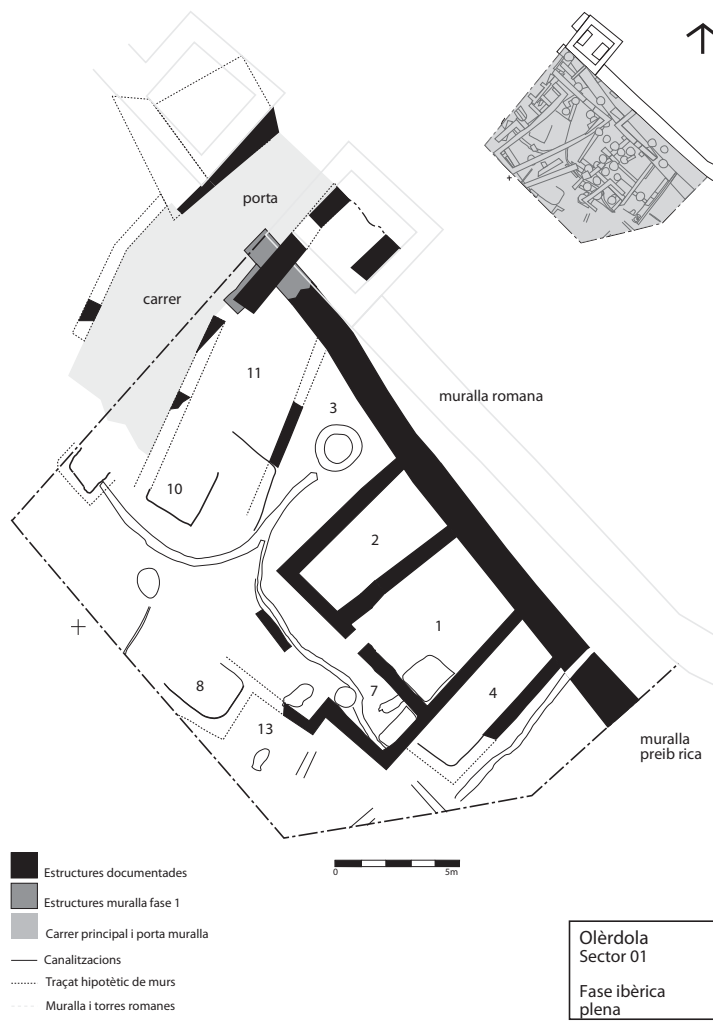 porta
carrer
11
3
muralla romana
10
2
1
8
7
4
13
muralla
preib rica
Estructures documentades
Estructures muralla fase 1
Carrer principal i porta muralla
Canalitzacions
Traçat hipotètic de murs
Muralla i torres romanes
0
5m
Olèrdola
Sector 01
Fase ibèrica
plena